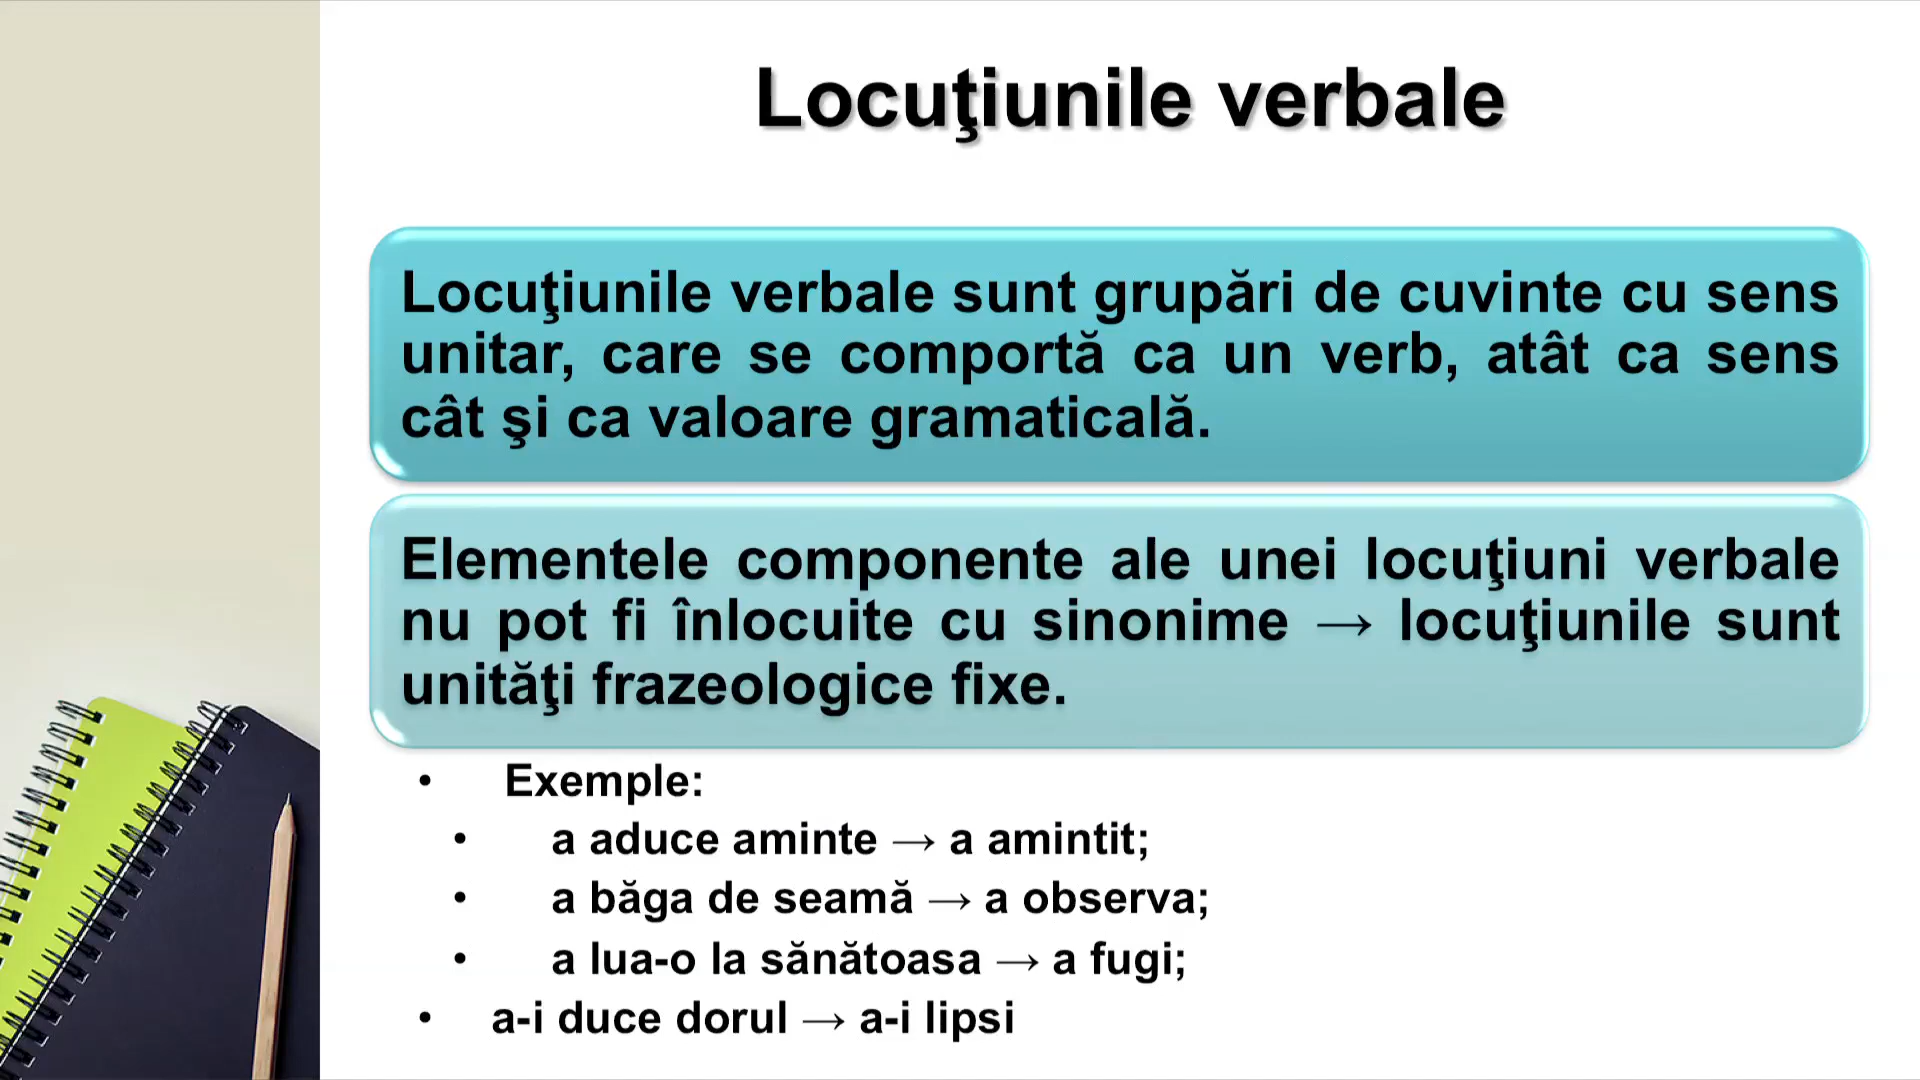 Locuţiunile verbale
Locuţiunile verbale sunt grupări de cuvinte cu sens
unitar, care se comportă ca un verb, atât ca sens
cât şi ca valoare gramaticală.
Elementele componente ale unei locuţiuni verbale
nu pot fi înlocuite cu sinonime → locuţiunile sunt
unităţi frazeologice fixe.
• Exemple:
• a aduce aminte → a amintit;
• a băga de seamă → a observa;
• a lua-o la sănătoasa → a fugi;
• a-i duce dorul → a-i lipsi